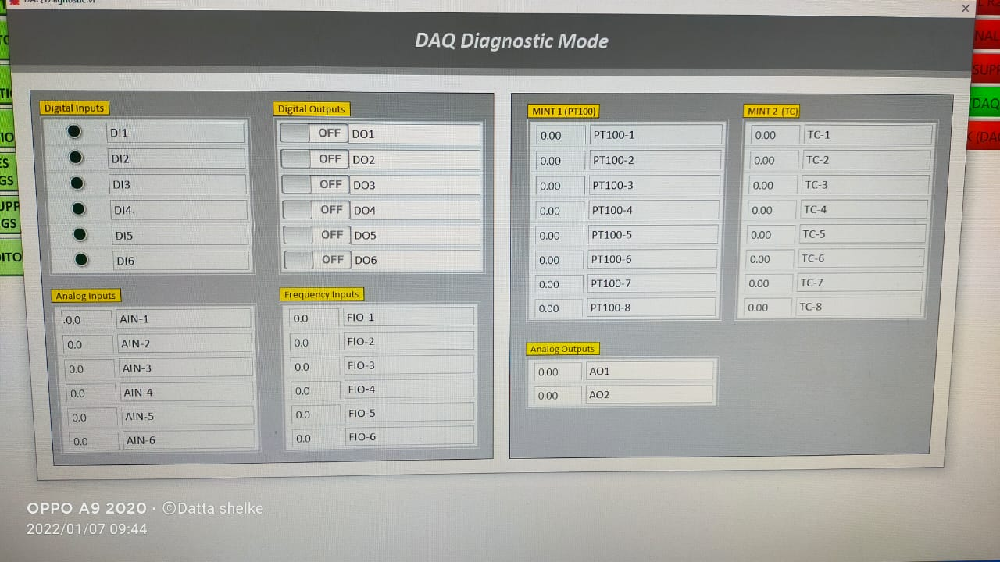 DAQ Diagnostic.vi
DAQ Diagnostic Mode
Digital Inputs
DI1
DI2
DI3
DI4
DI5
DI6
Digital Outputs
OFF DO1
OFF DO2
OFF DO3
OFF DO4
OFF DO5
OFF DO6
Analog Inputs
.0.0 AIN-1
0.0 AIN-2
0.0 AIN-3
0.0 AIN-4
0.0 AIN-5
0.0 AIN-6
Frequency Inputs
0.0 FIO-1
0.0 FIO-2
0.0 FIO-3
0.0 FIO-4
0.0 FIO-5
0.0 FIO-6
MINT 1 (PT100)
0.00 PT100-1
0.00 PT100-2
0.00 PT100-3
0.00 PT100-4
0.00 PT100-5
0.00 PT100-6
0.00 PT100-7
0.00 PT100-8
MINT 2 (TC)
0.00 TC-1
0.00 TC-2
0.00 TC-3
0.00 TC-4
0.00 TC-5
0.00 TC-6
0.00 TC-7
0.00 TC-8
Analog Outputs
0.00 AO1
0.00 AO2
OPPO A9 2020 · ©Datta shelke
2022/01/07 09:44